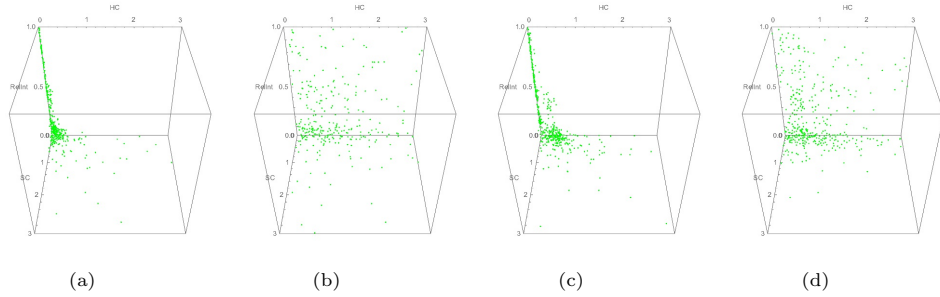 HC HC HC HC
0 1 2 3 0 1 2 3 0 1 2 3 0 1 2 3
1.0 1.0 1.0 1.0
RelInt 0.5 RelInt 0.5 RelInt 0.5 RelInt 0.5
0.0 0.0 0.0 0.0
1 1 1 1
SC SC SC SC
2 2 2 2
3 3 3 3
(a) (b) (c) (d)